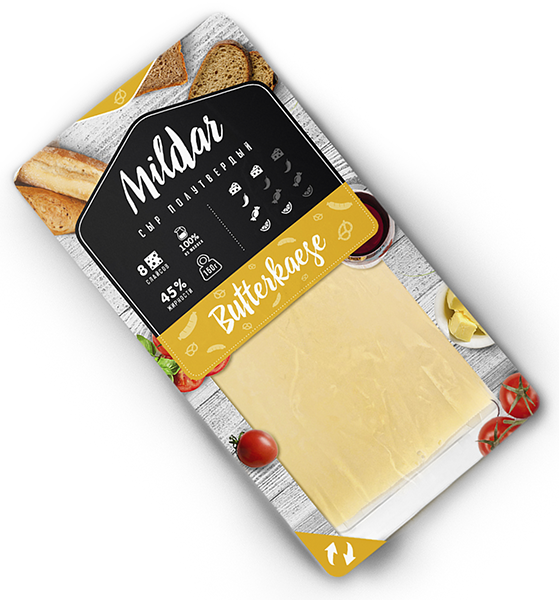 Mildar
СЫР ПОЛУТВЕРДЫЙ
8
СЛАЙСОВ
100%
ИЗ МОЛОКА
45%
ЖИРНОСТИ
150г
Butterkaese